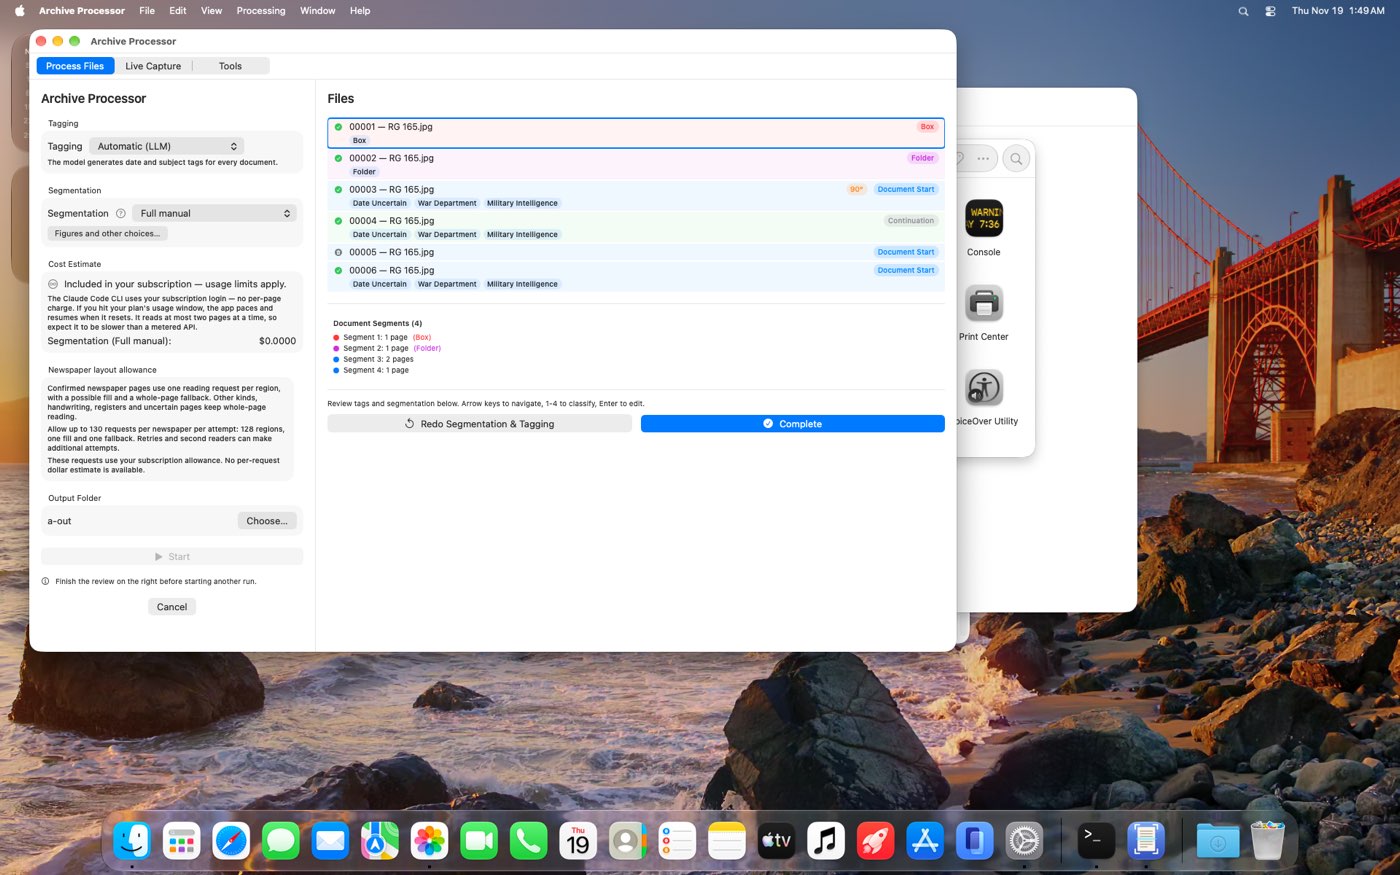 Archive Processor File Edit View Processing Window Help
Thu Nov 19 1:49 AM
Archive Processor
Process Files Live Capture Tools
Archive Processor
Tagging
Tagging Automatic (LLM)
The model generates date and subject tags for every document.
Segmentation
Segmentation ? Full manual
Figures and other choices...
Cost Estimate
Included in your subscription — usage limits apply.
The Claude Code CLI uses your subscription login — no per-page
charge. If you hit your plan's usage window, the app paces and
resumes when it resets. It reads at most two pages at a time, so
expect it to be slower than a metered API.
Segmentation (Full manual): $0.0000
Newspaper layout allowance
Confirmed newspaper pages use one reading request per region,
with a possible fill and a whole-page fallback. Other kinds,
handwriting, registers and uncertain pages keep whole-page
reading.
Allow up to 130 requests per newspaper per attempt: 128 regions,
one fill and one fallback. Retries and second readers can make
additional attempts.
These requests use your subscription allowance. No per-request
dollar estimate is available.
Output Folder
a-out Choose...
Start
Finish the review on the right before starting another run.
Cancel
Files
00001 — RG 165.jpg Box
Box
00002 — RG 165.jpg Folder
Folder
00003 — RG 165.jpg 90° Document Start
Date Uncertain War Department Military Intelligence
00004 — RG 165.jpg Continuation
Date Uncertain War Department Military Intelligence
00005 — RG 165.jpg Document Start
00006 — RG 165.jpg Document Start
Date Uncertain War Department Military Intelligence
Document Segments (4)
Segment 1: 1 page (Box)
Segment 2: 1 page (Folder)
Segment 3: 2 pages
Segment 4: 1 page
Review tags and segmentation below. Arrow keys to navigate, 1–4 to classify, Enter to edit.
Redo Segmentation & Tagging Complete
WARNIN
Y 7:36
Console
Print Center
oiceOver Utility
Thu
19
tv
>_